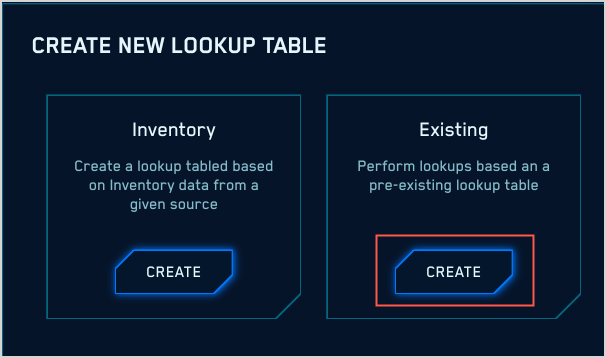 CREATE NEW LOOKUP TABLE
Inventory
Create a lookup tabled based
on Inventory data from a
given source
CREATE
Existing
Perform lookups based an a
pre-existing lookup table
CREATE